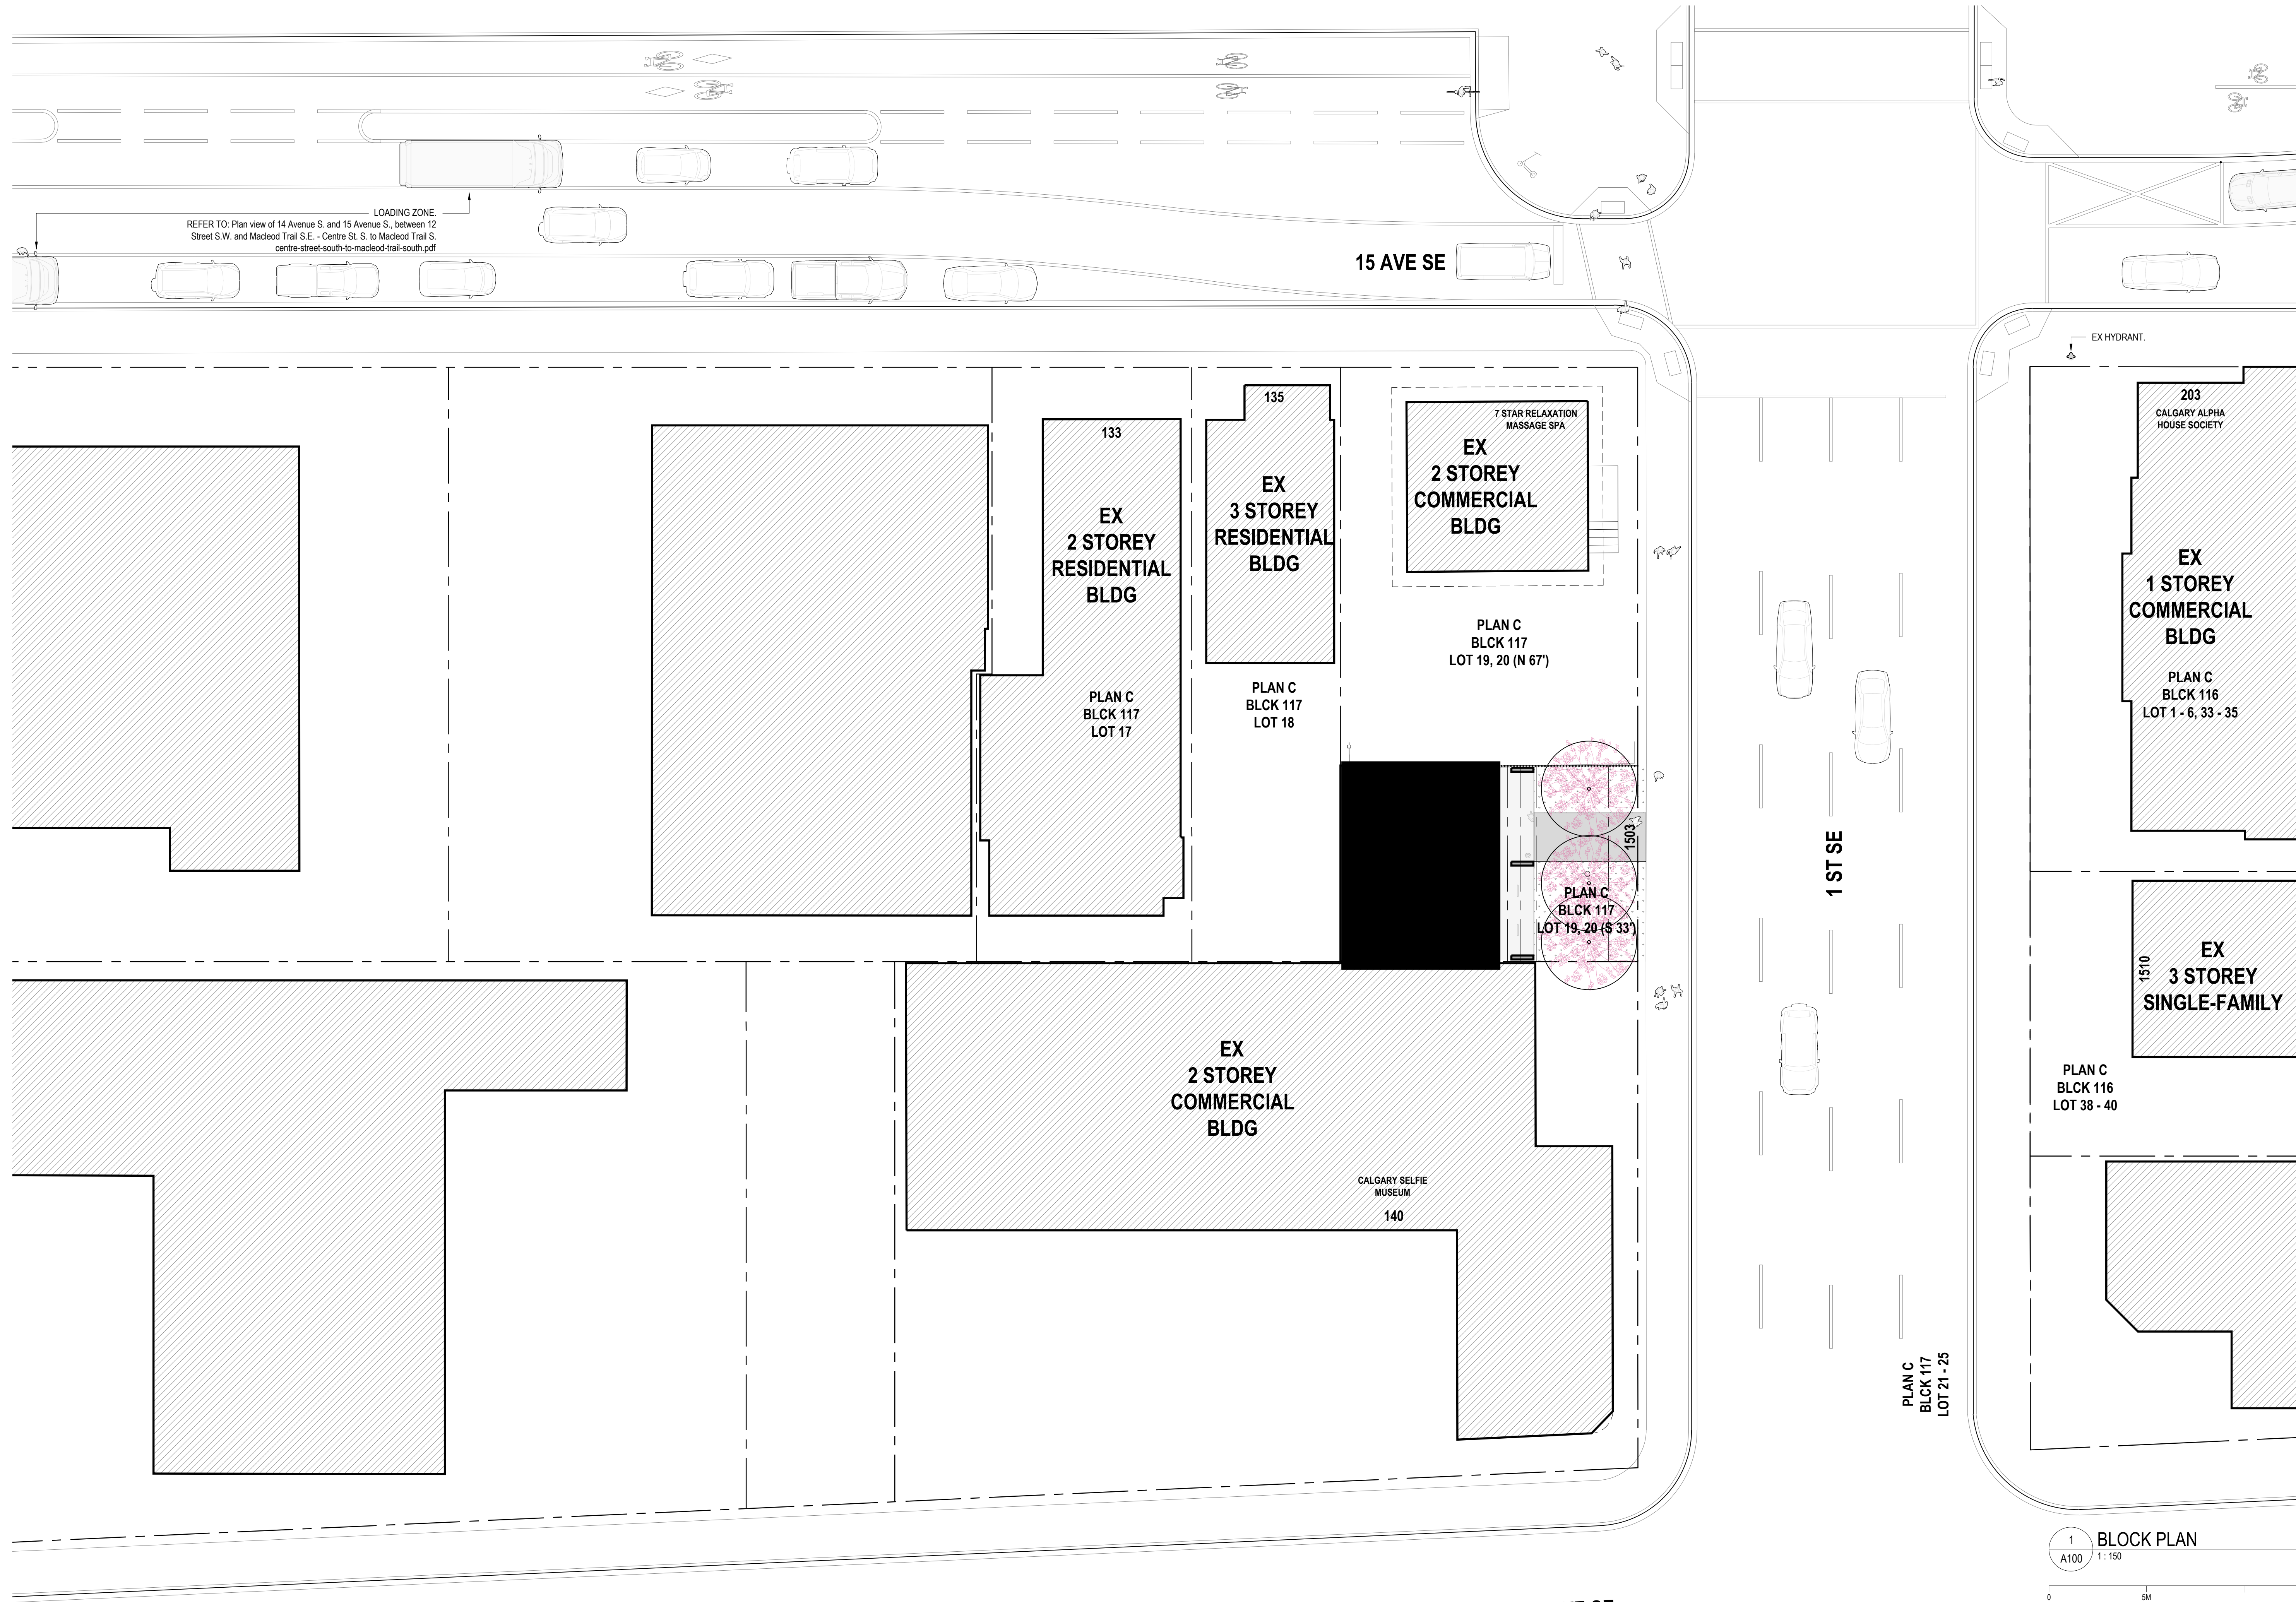 LOADING ZONE.
REFER TO: Plan view of 14 Avenue S. and 15 Avenue S., between 12
Street S.W. and Macleod Trail S.E. - Centre St. S. to Macleod Trail S.
centre-street-south-to-macleod-trail-south.pdf
15 AVE SE
EX HYDRANT.
133
EX
2 STOREY
RESIDENTIAL
BLDG
PLAN C
BLCK 117
LOT 17
135
EX
3 STOREY
RESIDENTIAL
BLDG
PLAN C
BLCK 117
LOT 18
7 STAR RELAXATION
MASSAGE SPA
EX
2 STOREY
COMMERCIAL
BLDG
PLAN C
BLCK 117
LOT 19, 20 (N 67')
203
CALGARY ALPHA
HOUSE SOCIETY
EX
1 STOREY
COMMERCIAL
BLDG
PLAN C
BLCK 116
LOT 1 - 6, 33 - 35
1503
PLAN C
BLCK 117
LOT 19, 20 (S 33')
1 ST SE
1510
EX
3 STOREY
SINGLE-FAMILY
PLAN C
BLCK 116
LOT 38 - 40
EX
2 STOREY
COMMERCIAL
BLDG
CALGARY SELFIE
MUSEUM
140
PLAN C
BLCK 117
LOT 21 - 25
1
A100
BLOCK PLAN
1 : 150
0
5M